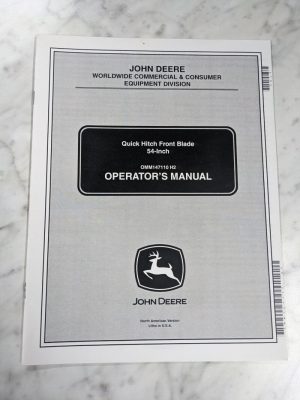 JOHN DEERE
WORLDWIDE COMMERCIAL & CONSUMER
EQUIPMENT DIVISION
Quick Hitch Front Blade
54-Inch
OMM147110 H2
OPERATOR'S MANUAL
JOHN DEERE
North American Version
Litho in U.S.A.